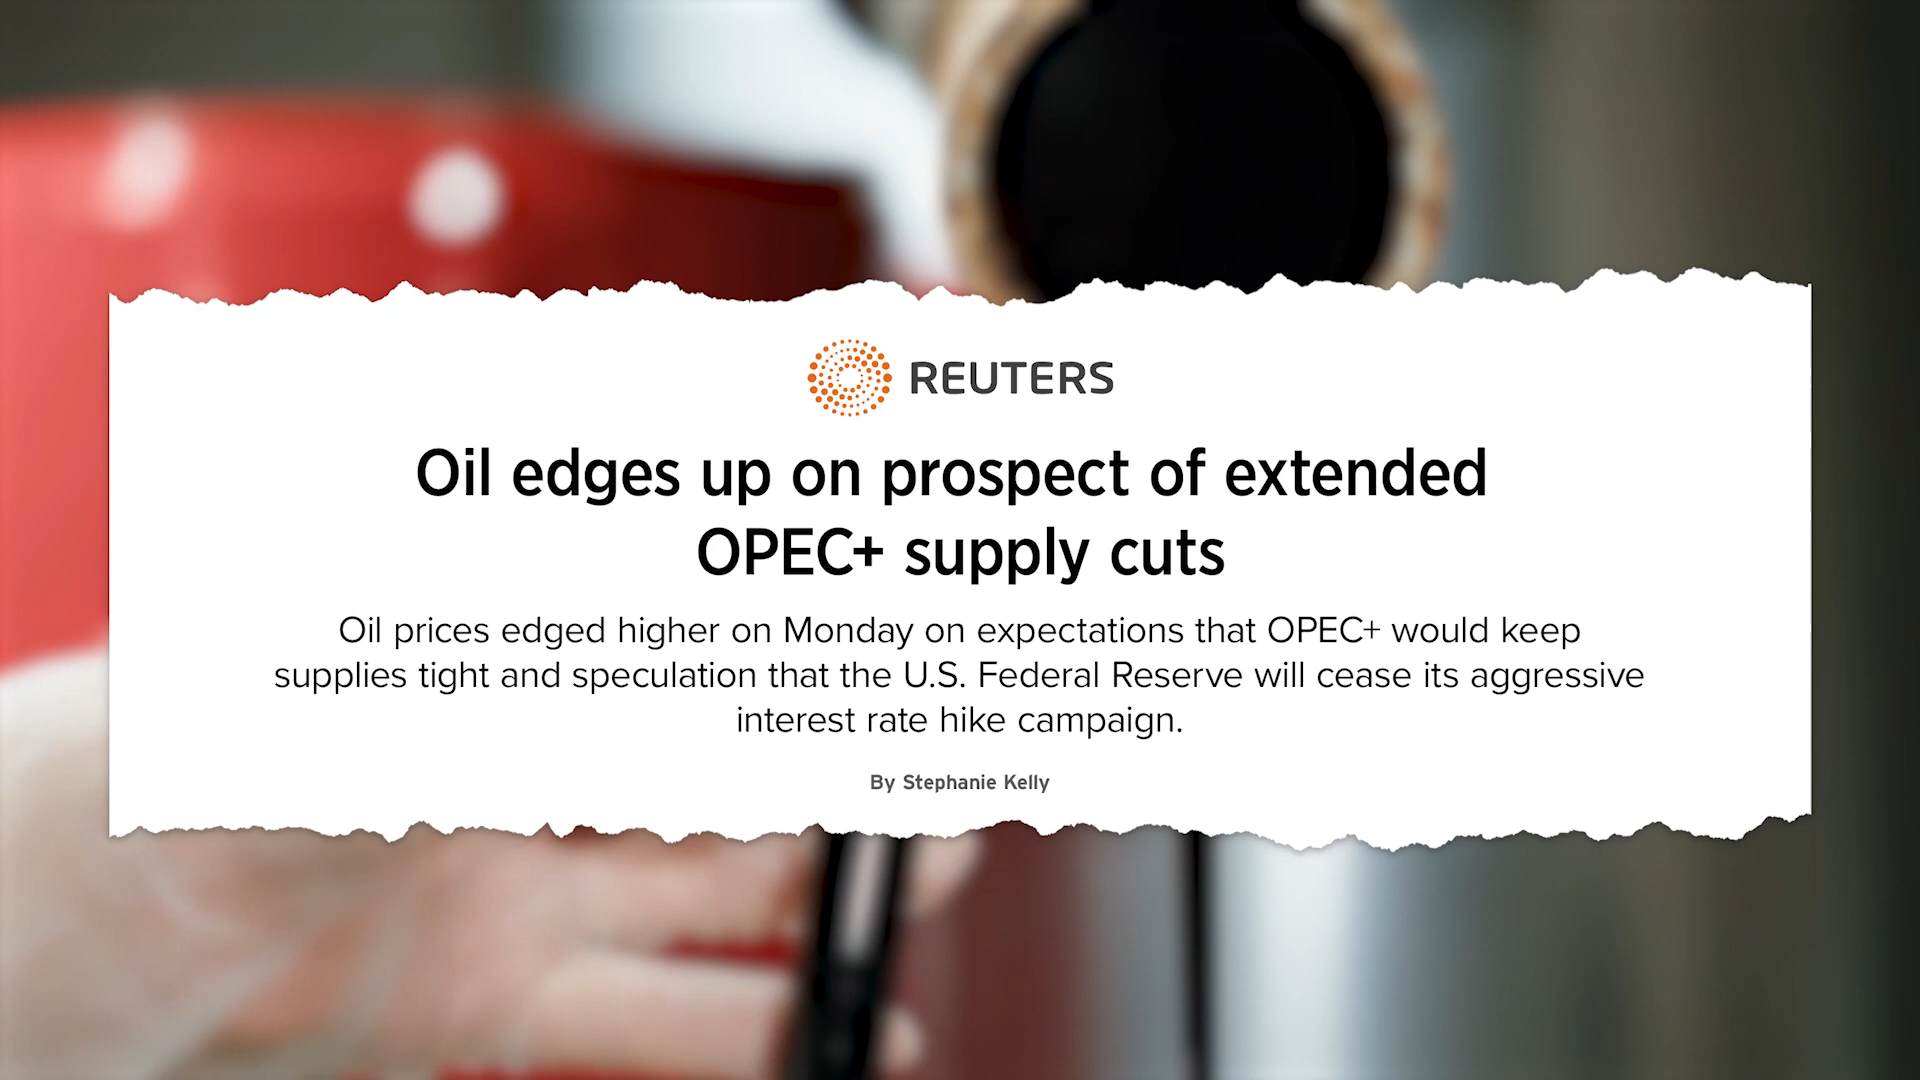 REUTERS
Oil edges up on prospect of extended
OPEC+ supply cuts
Oil prices edged higher on Monday on expectations that OPEC+ would keep
supplies tight and speculation that the U.S. Federal Reserve will cease its aggressive
interest rate hike campaign.
By Stephanie Kelly